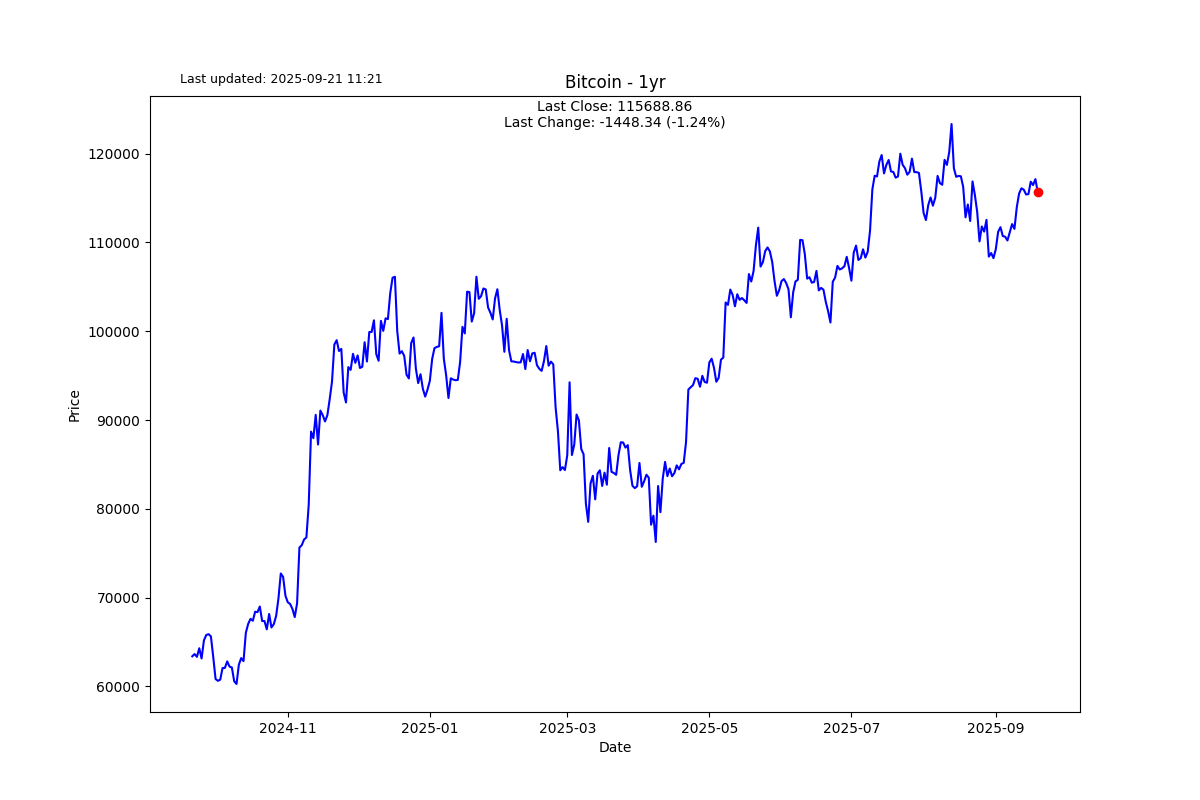 Last updated: 2025-09-21 11:21
Bitcoin - 1yr
Last Close: 115688.86
Last Change: -1448.34 (-1.24%)
120000
110000
100000
90000
80000
70000
60000
Price
2024-11
2025-01
2025-03
2025-05
2025-07
2025-09
Date